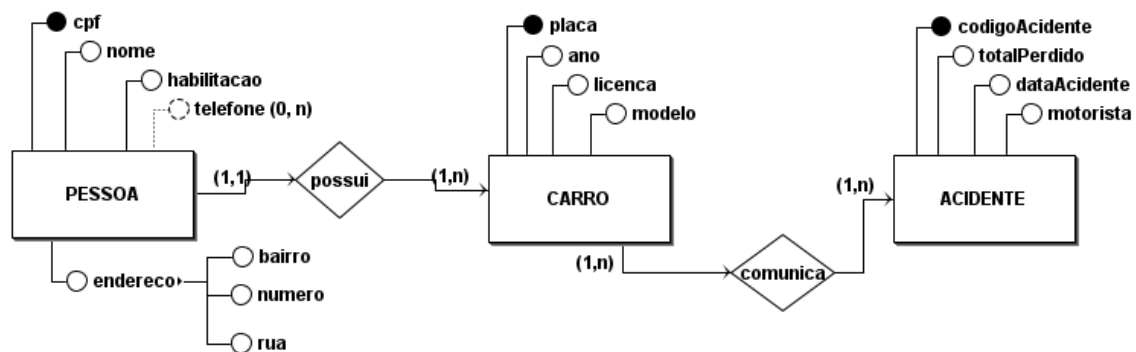 cpf
nome
habilitacao
telefone (0, n)
PESSOA
endereco
bairro
numero
rua
(1,1)
possui
(1,n)
placa
ano
licenca
modelo
CARRO
(1,n)
comunica
(1,n)
codigoAcidente
totalPerdido
dataAcidente
motorista
ACIDENTE